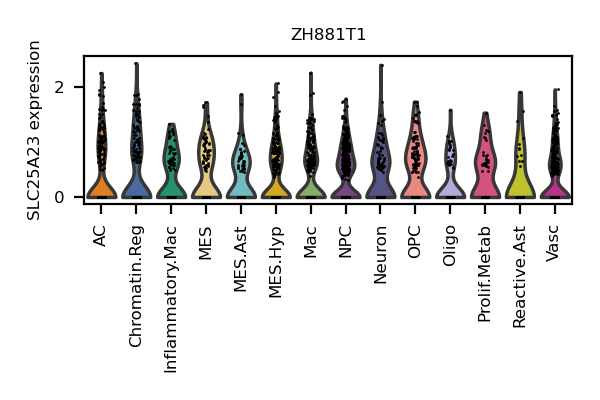 ZH881T1
SLC25A23 expression
2
0
AC
Chromatin.Reg
Inflammatory.Mac
MES
MES.Ast
MES.Hyp
Mac
NPC
Neuron
OPC
Oligo
Prolif.Metab
Reactive.Ast
Vasc